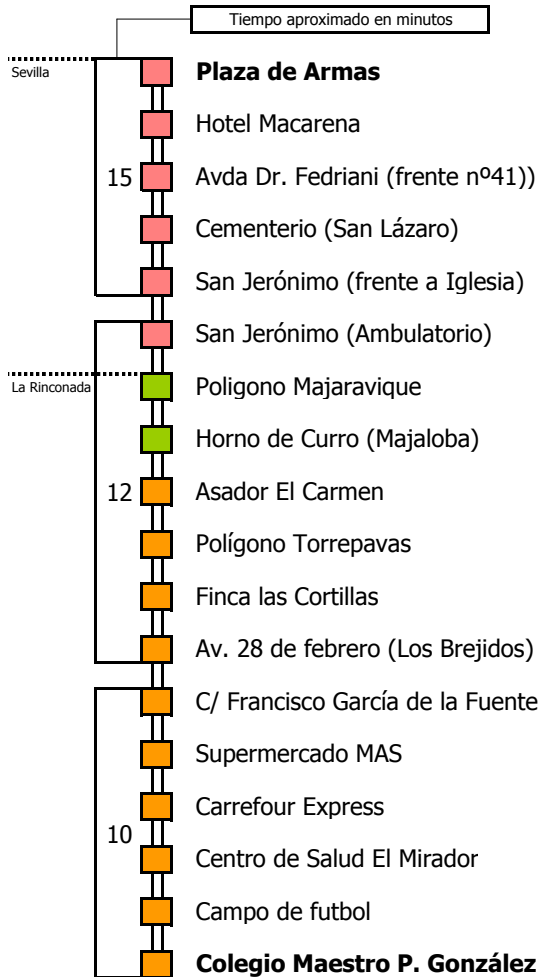 Tiempo aproximado en minutos
Sevilla
Plaza de Armas
Hotel Macarena
15
Avda Dr. Fedriani (frente nº41))
Cementerio (San Lázaro)
San Jerónimo (frente a Iglesia)
San Jerónimo (Ambulatorio)
La Rinconada
Poligono Majaravique
Horno de Curro (Majaloba)
12
Asador El Carmen
Polígono Torrepavas
Finca las Cortillas
Av. 28 de febrero (Los Brejidos)
C/ Francisco García de la Fuente
Supermercado MAS
Carrefour Express
10
Centro de Salud El Mirador
Campo de futbol
Colegio Maestro P. González